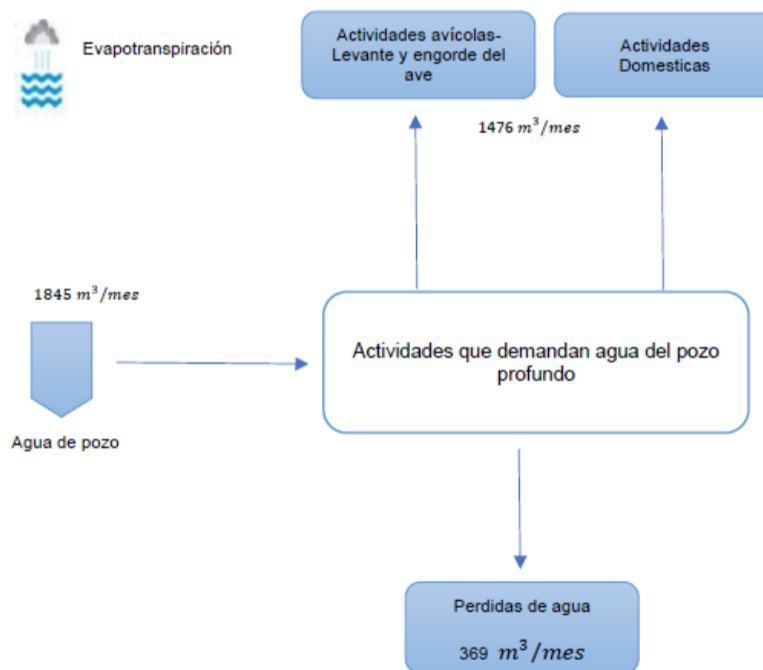 Evapotranspiración
Actividades avícolas-
Levante y engorde del
ave
Actividades
Domesticas
1476 m³/mes
1845 m³/mes
Actividades que demandan agua del pozo
profundo
Agua de pozo
Perdidas de agua
369 m³/mes